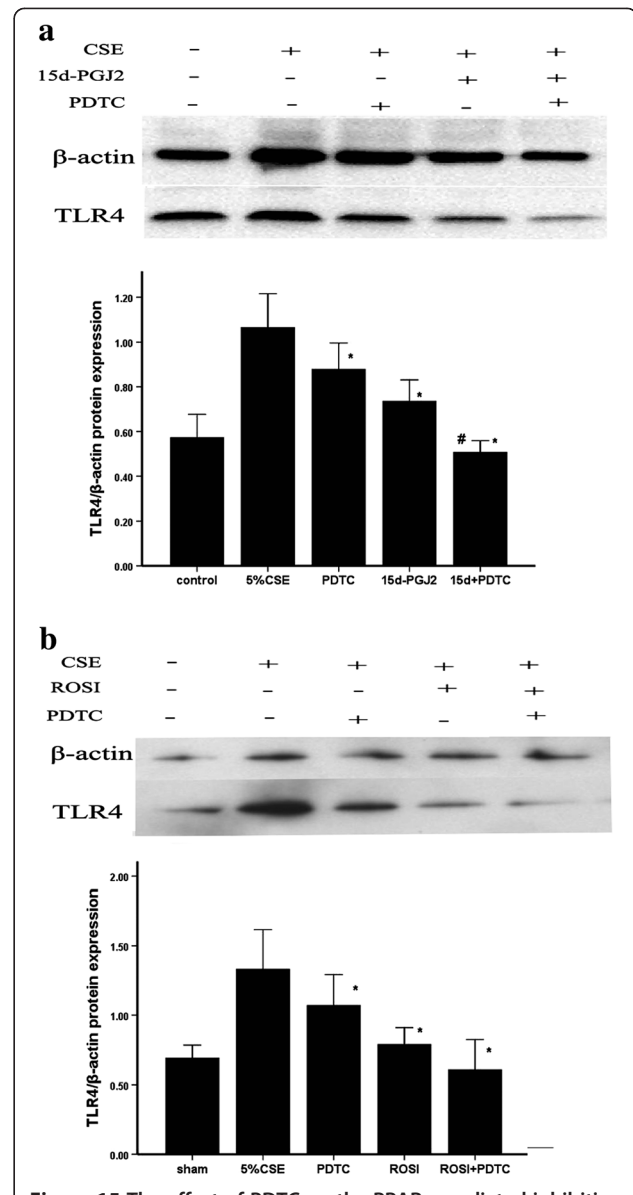 a
CSE − + + + +
15d-PGJ2 − − − + +
PDTC − − + − +
β-actin
TLR4
TLR4/β-actin protein expression
1.20
1.00
0.80
0.60
0.40
0.20
0.00
*
*
# *
control 5%CSE PDTC 15d-PGJ2 15d+PDTC
b
CSE − + + + +
ROSI − − − + +
PDTC − − + − +
β-actin
TLR4
TLR4/β-actin protein expression
2.00
1.50
1.00
0.50
0.00
*
*
*
sham 5%CSE PDTC ROSI ROSI+PDTC